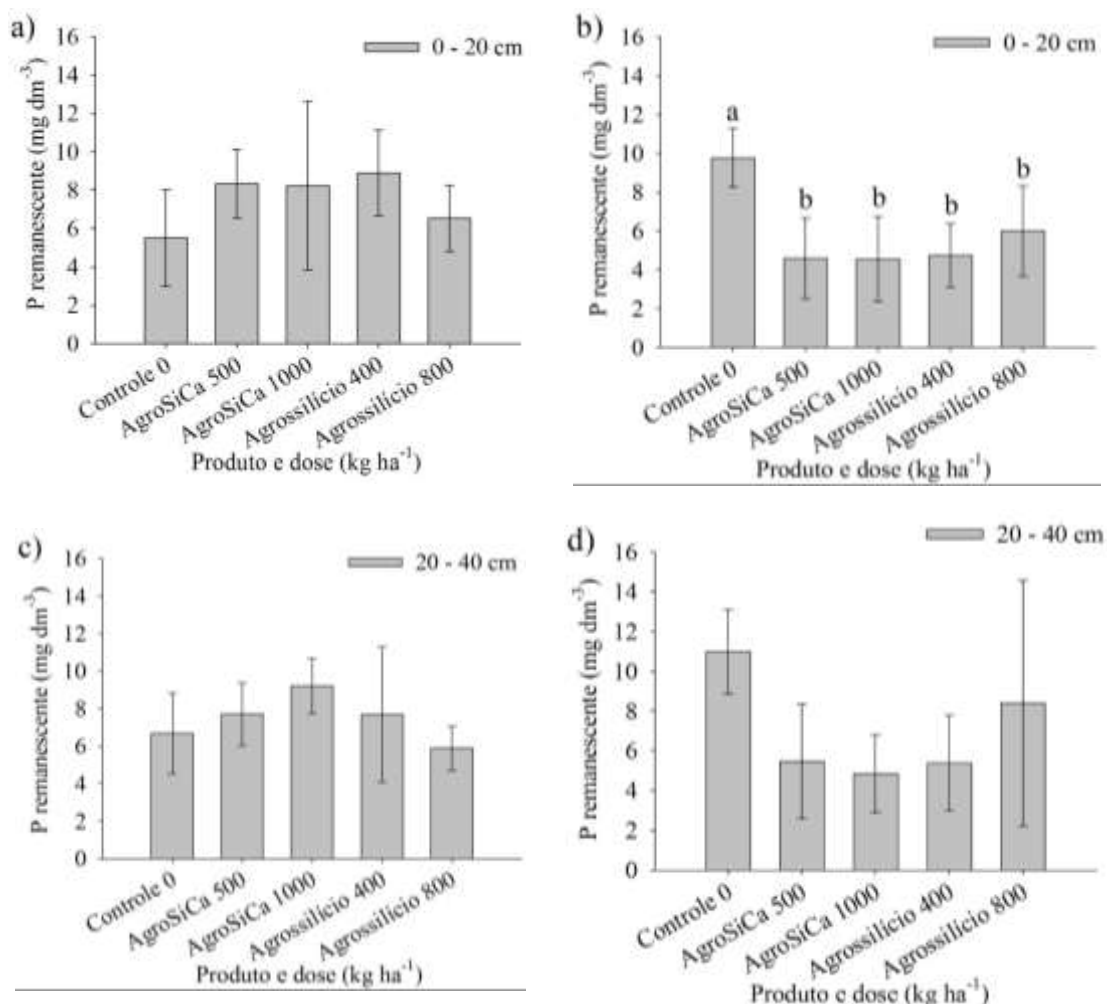 a)
0 - 20 cm
P remanescente (mg dm⁻³)
16
14
12
10
8
6
4
2
0
Controle 0
AgroSiCa 500
AgroSiCa 1000
Agrossilício 400
Agrossilício 800
Produto e dose (kg ha⁻¹)
b)
0 - 20 cm
P remanescente (mg dm⁻³)
16
14
12
10
8
6
4
2
0
a
b
b
b
b
Controle 0
AgroSiCa 500
AgroSiCa 1000
Agrossilício 400
Agrossilício 800
Produto e dose (kg ha⁻¹)
c)
20 - 40 cm
P remanescente (mg dm⁻³)
16
14
12
10
8
6
4
2
0
Controle 0
AgroSiCa 500
AgroSiCa 1000
Agrossilício 400
Agrossilício 800
Produto e dose (kg ha⁻¹)
d)
20 - 40 cm
P remanescente (mg dm⁻³)
16
14
12
10
8
6
4
2
0
Controle 0
AgroSiCa 500
AgroSiCa 1000
Agrossilício 400
Agrossilício 800
Produto e dose (kg ha⁻¹)